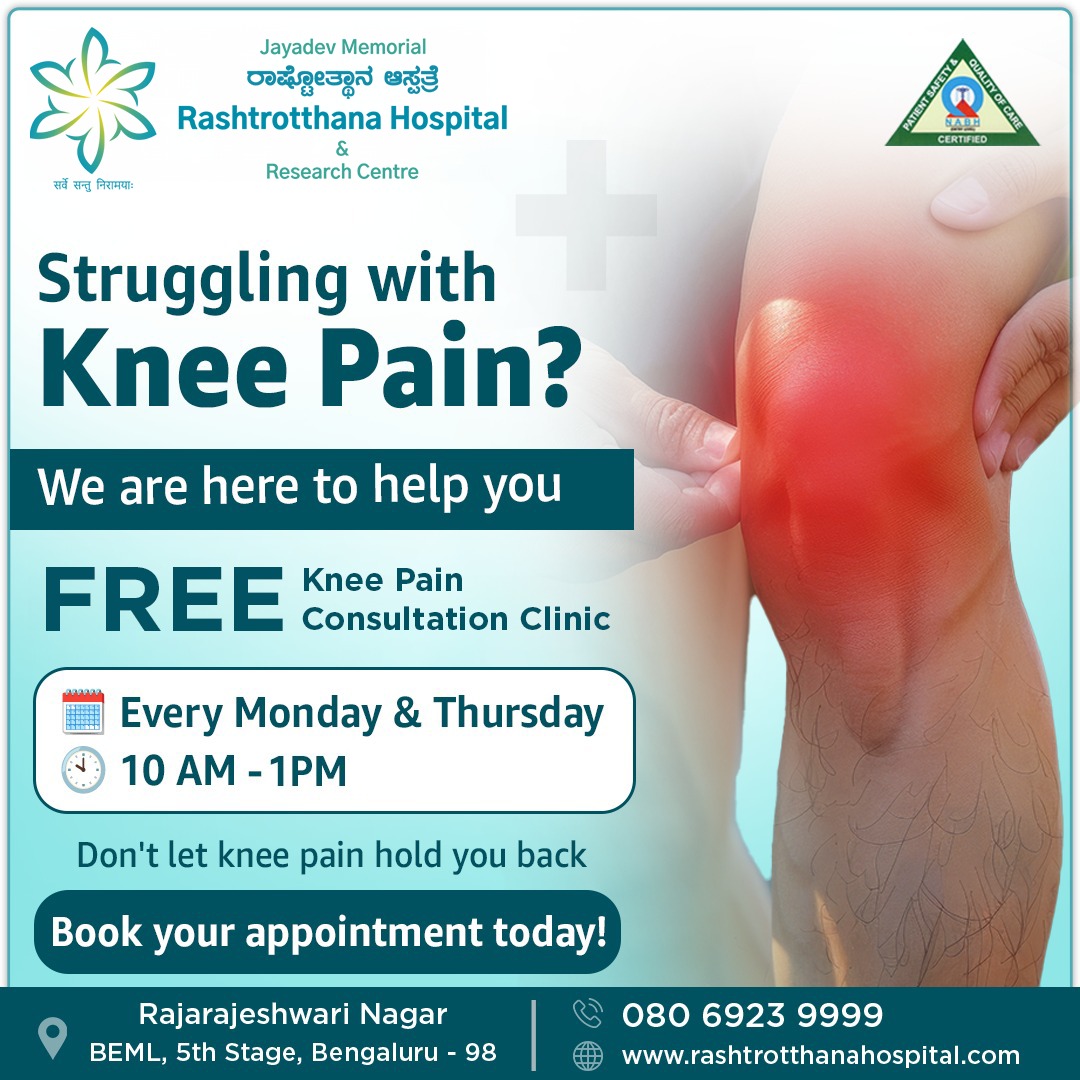 Jayadev Memorial
ರಾಷ್ಟ್ರೋತ್ಥಾನ ಆಸ್ಪತ್ರೆ
Rashtrotthana Hospital
&
Research Centre
सर्वे सन्तु निरामयाः
PATIENT SAFETY & QUALITY OF CARE
NABH
CERTIFIED
Struggling with
Knee Pain?
We are here to help you
FREE Knee Pain
Consultation Clinic
Every Monday & Thursday
10 AM - 1PM
Don't let knee pain hold you back
Book your appointment today!
Rajarajeshwari Nagar
BEML, 5th Stage, Bengaluru - 98
080 6923 9999
www.rashtrotthanahospital.com